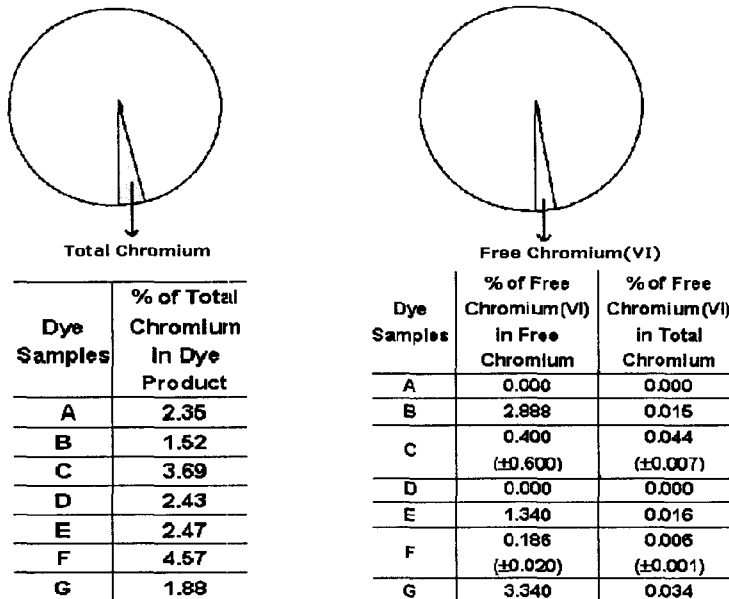 Total Chromium
Dye Samples | % of Total Chromium in Dye Product
A 2.35
B 1.52
C 3.69
D 2.43
E 2.47
F 4.57
G 1.88
Free Chromium(VI)
Dye Samples | % of Free Chromium(VI) in Free Chromium | % of Free Chromium(VI) in Total Chromium
A 0.000 0.000
B 2.888 0.015
C 0.400 (±0.600) 0.044 (±0.007)
D 0.000 0.000
E 1.340 0.016
F 0.186 (±0.020) 0.006 (±0.001)
G 3.340 0.034